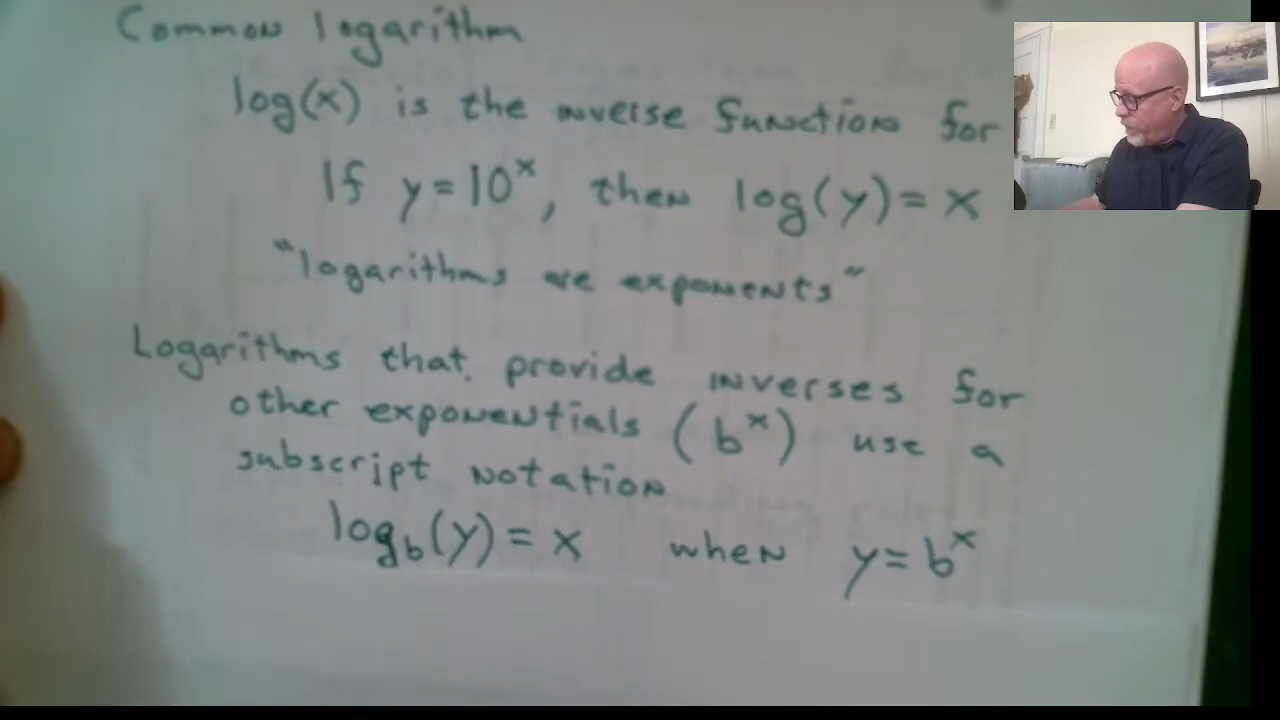 Common logarithm
log(x) is the inverse function for
If y = 10^x, then log(y) = x
"logarithms are exponents"
Logarithms that provide inverses for
other exponentials (b^x) use a
subscript notation
log_b(y) = x when y = b^x